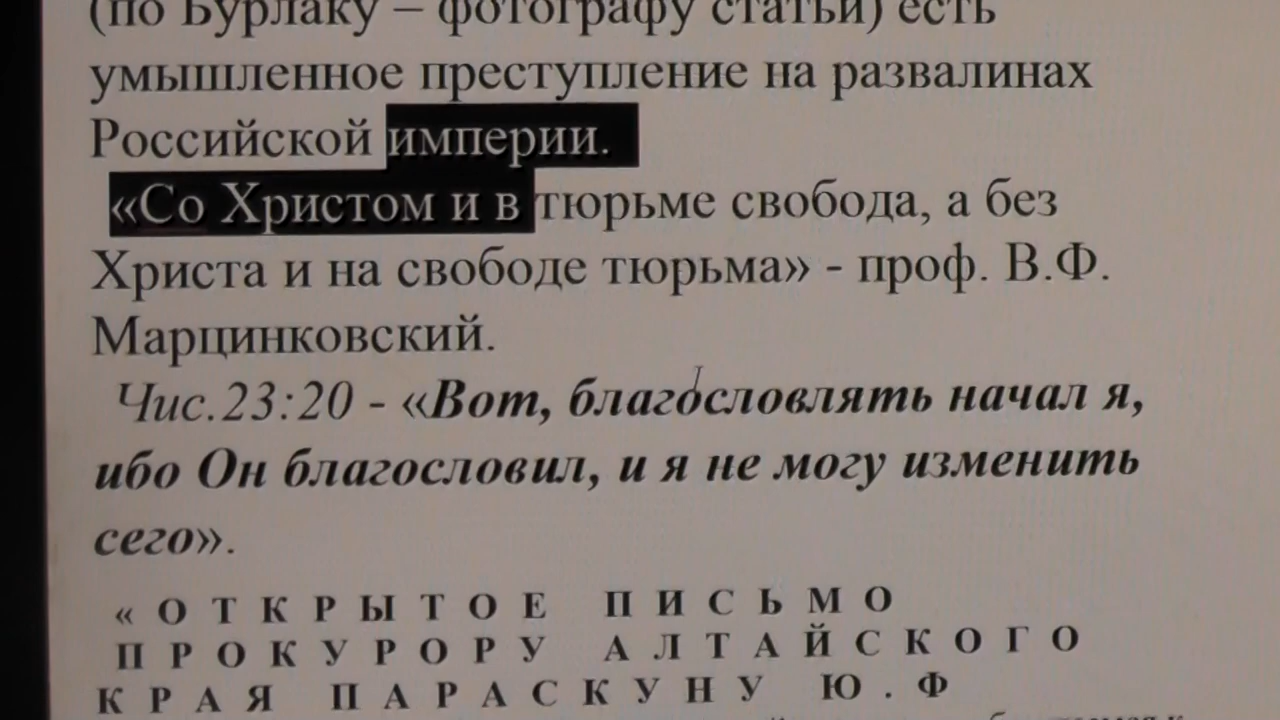 (по Бурлаку – фотографу статьи) есть
умышленное преступление на развалинах
Российской империи.
«Со Христом и в тюрьме свобода, а без
Христа и на свободе тюрьма» - проф. В.Ф.
Марцинковский.
Чис.23:20 - «Вот, благословлять начал я,
ибо Он благословил, и я не могу изменить
сего».
«ОТКРЫТОЕ ПИСЬМО
ПРОКУРОРУ АЛТАЙСКОГО
КРАЯ ПАРАСКУНУ Ю.Ф